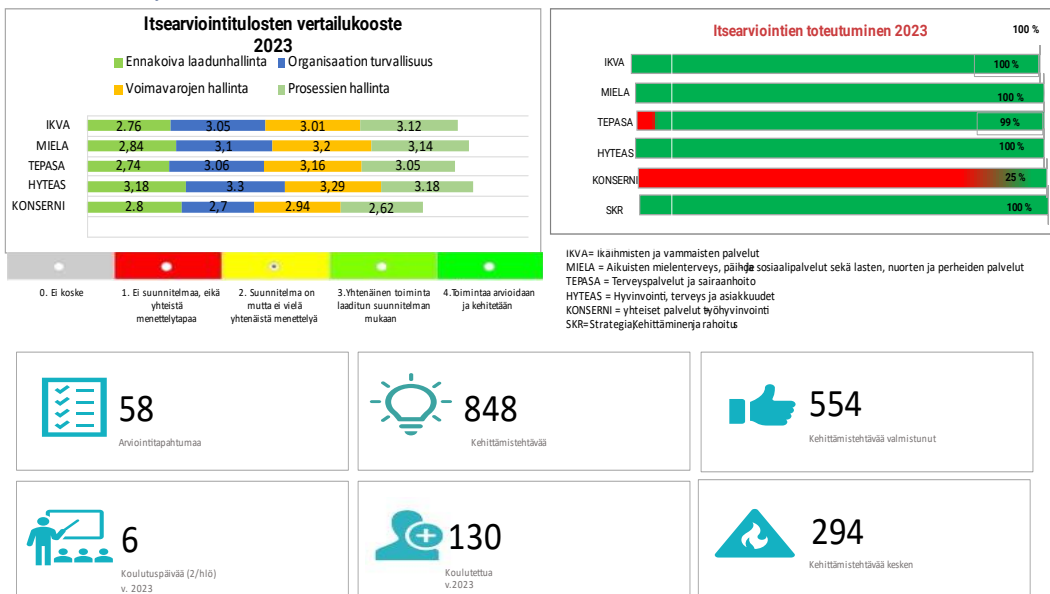 Itsearviointitulosten vertailukooste
2023
Ennakoiva laadunhallinta Organisaation turvallisuus
Voimavarojen hallinta Prosessien hallinta
IKVA 2.76 3.05 3.01 3.12
MIELA 2,84 3,1 3,2 3,14
TEPASA 2,74 3.06 3,16 3.05
HYTEAS 3,18 3.3 3,29 3.18
KONSERNI 2.8 2,7 2.94 2,62
0. Ei koske
1. Ei suunnitelmaa, eikä
yhteistä
menettelytapaa
2. Suunnitelma on
mutta ei vielä
yhtenäistä menettelyä
3.Yhtenäinen toiminta
laaditun suunnitelman
mukaan
4.Toimintaa arvioidaan
ja kehitetään
Itsearviointien toteutuminen 2023
100 %
IKVA 100 %
MIELA 100 %
TEPASA 99 %
HYTEAS 100 %
KONSERNI 25 %
SKR 100 %
IKVA= Ikäihmisten ja vammaisten palvelut
MIELA = Aikuisten mielenterveys, päihde sosiaalipalvelut sekä lasten, nuorten ja perheiden palvelut
TEPASA = Terveyspalvelut ja sairaanhoito
HYTEAS = Hyvinvointi, terveys ja asiakkuudet
KONSERNI = yhteiset palvelut työhyvinvointi
SKR=Strategia,Kehittäminen ja rahoitus
58
Arviointitapahtumaa
848
Kehittämistehtävää
554
Kehittämistehtävää valmistunut
6
Koulutuspäivää (2/hlö)
v. 2023
130
Koulutettua
v.2023
294
Kehittämistehtävää kesken